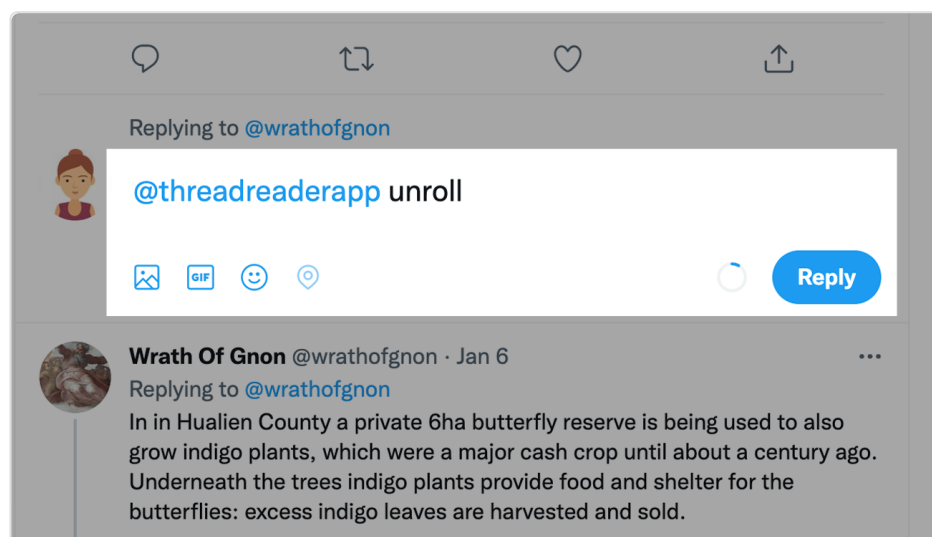 Replying to @wrathofgnon
@threadreaderapp unroll
GIF
Reply
Wrath Of Gnon @wrathofgnon · Jan 6
Replying to @wrathofgnon
In in Hualien County a private 6ha butterfly reserve is being used to also
grow indigo plants, which were a major cash crop until about a century ago.
Underneath the trees indigo plants provide food and shelter for the
butterflies: excess indigo leaves are harvested and sold.